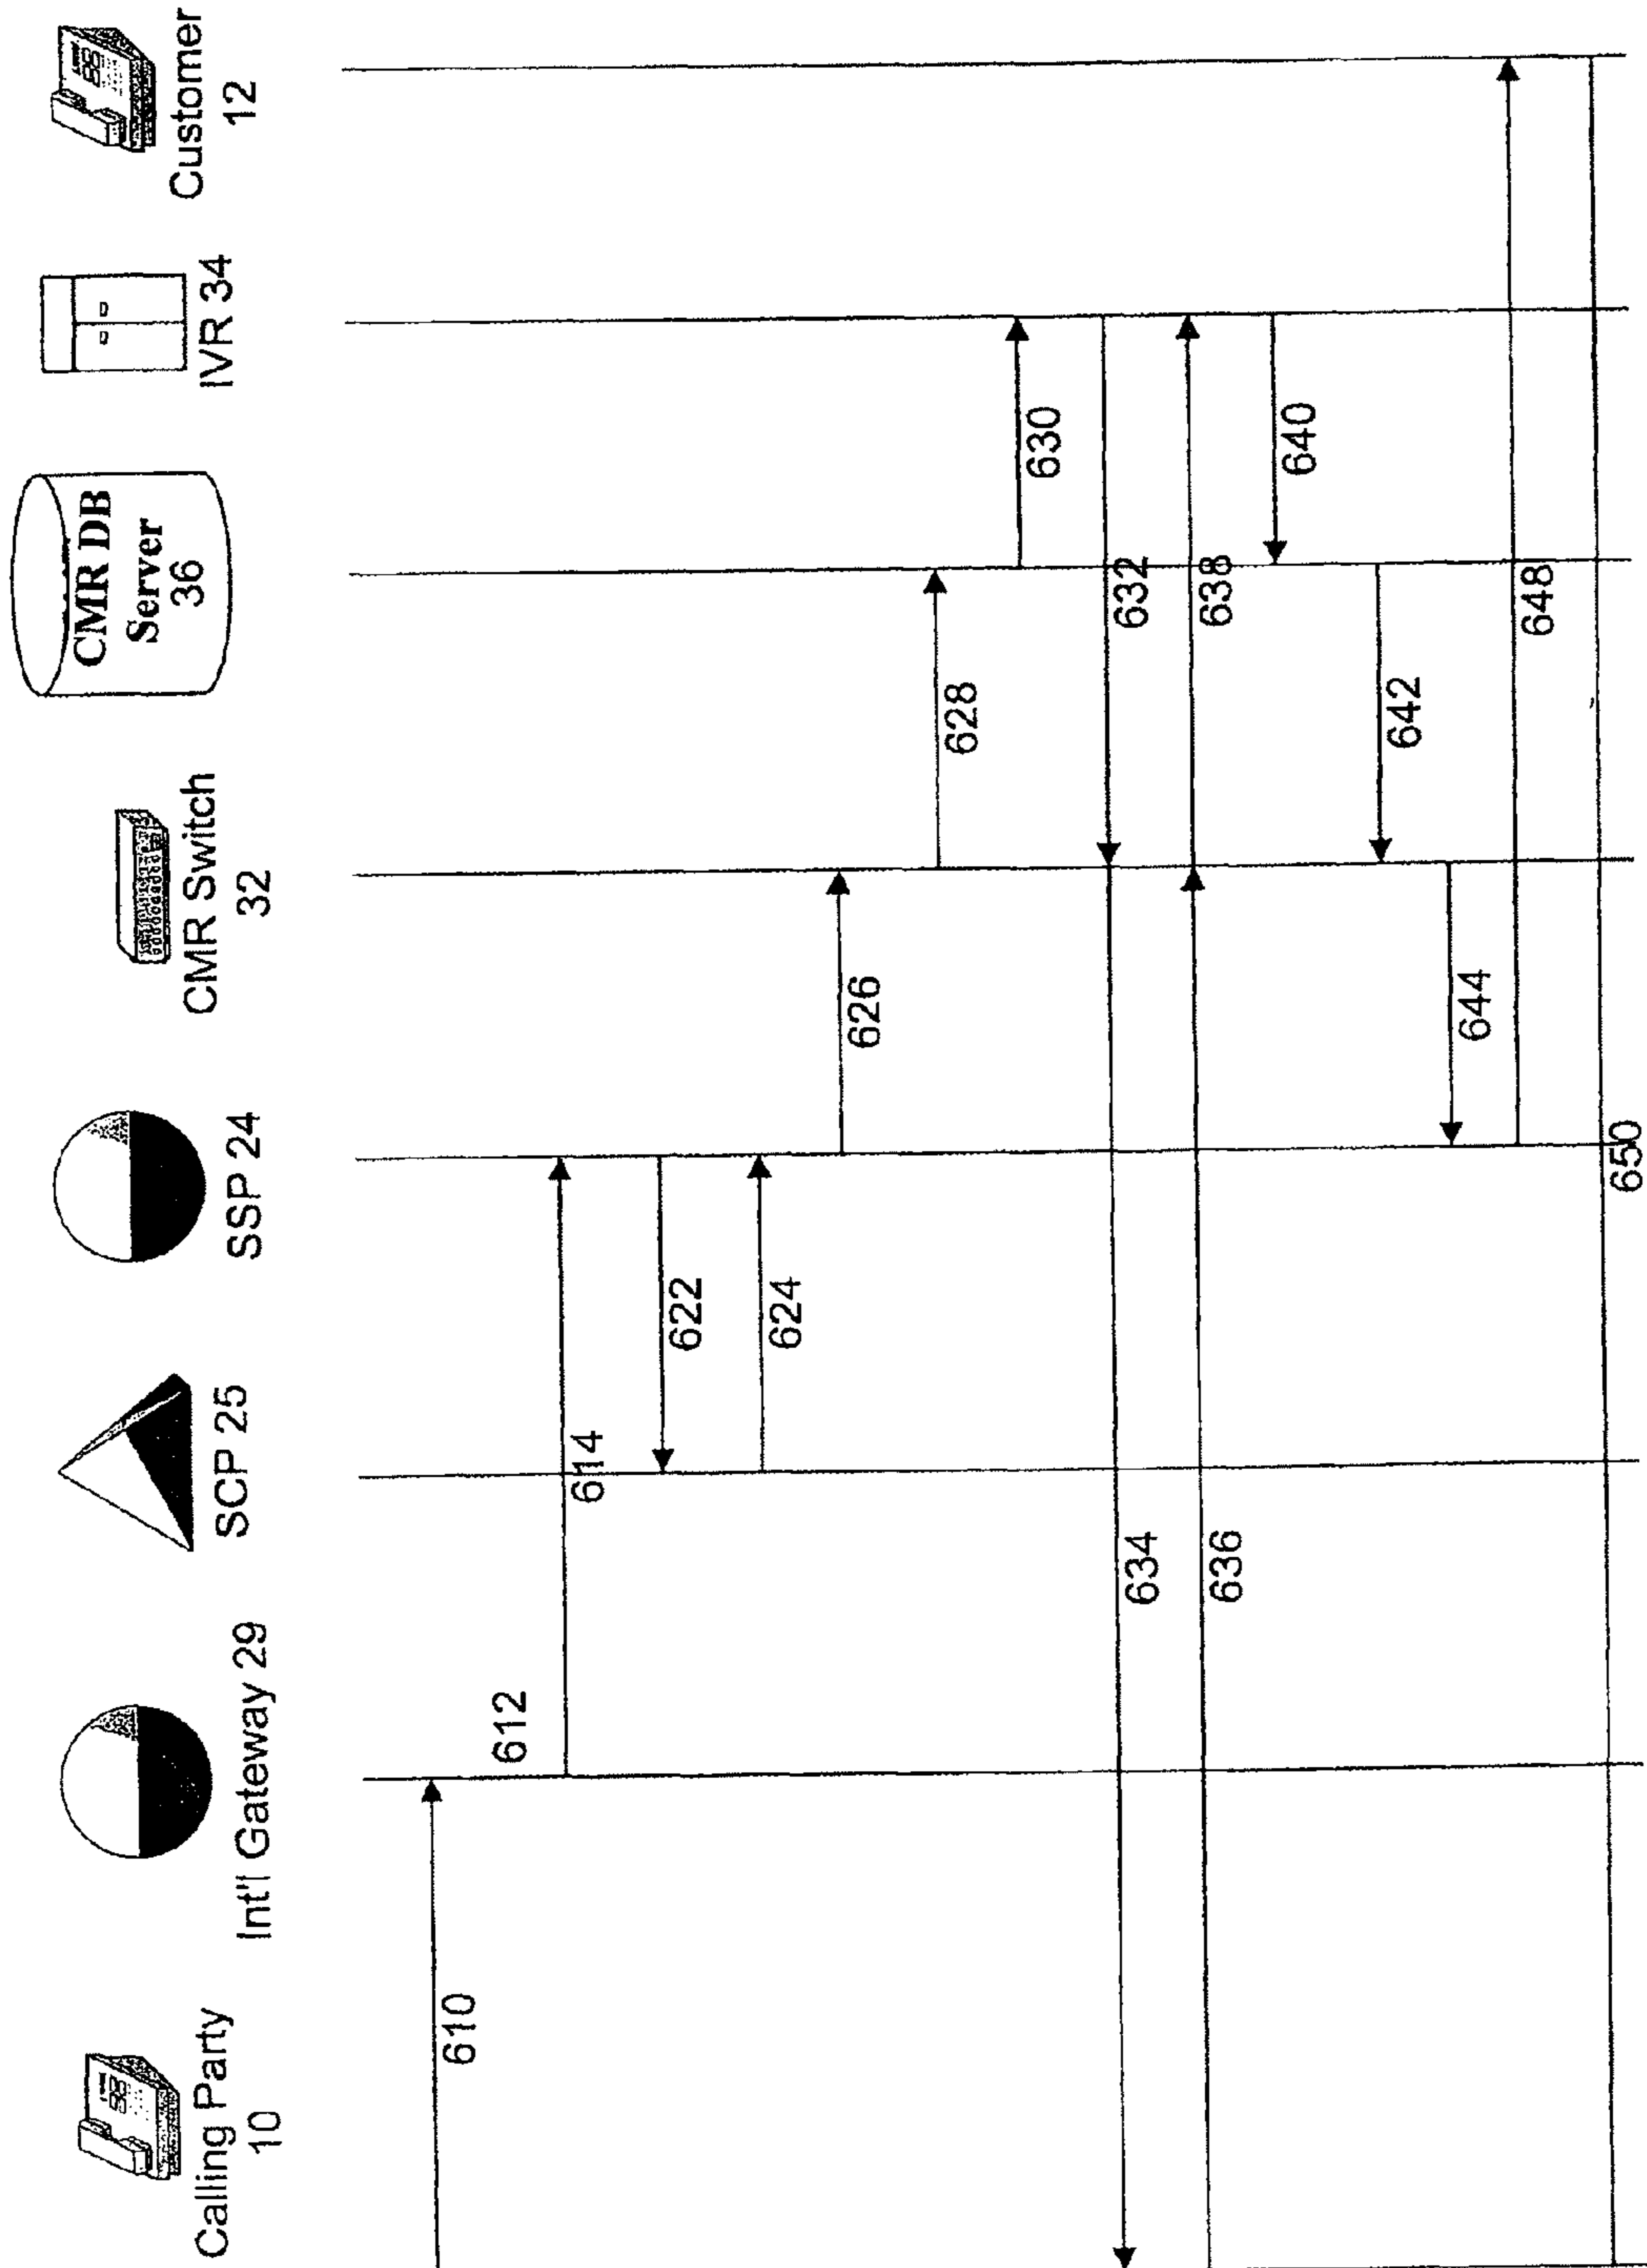 Calling Party
10
Int'l Gateway 29
SCP 25
SSP 24
CMR Switch
32
CMR DB
Server
36
IVR 34
Customer
12
610
612
614
622
624
626
628
630
632
634
636
638
640
642
644
648
650